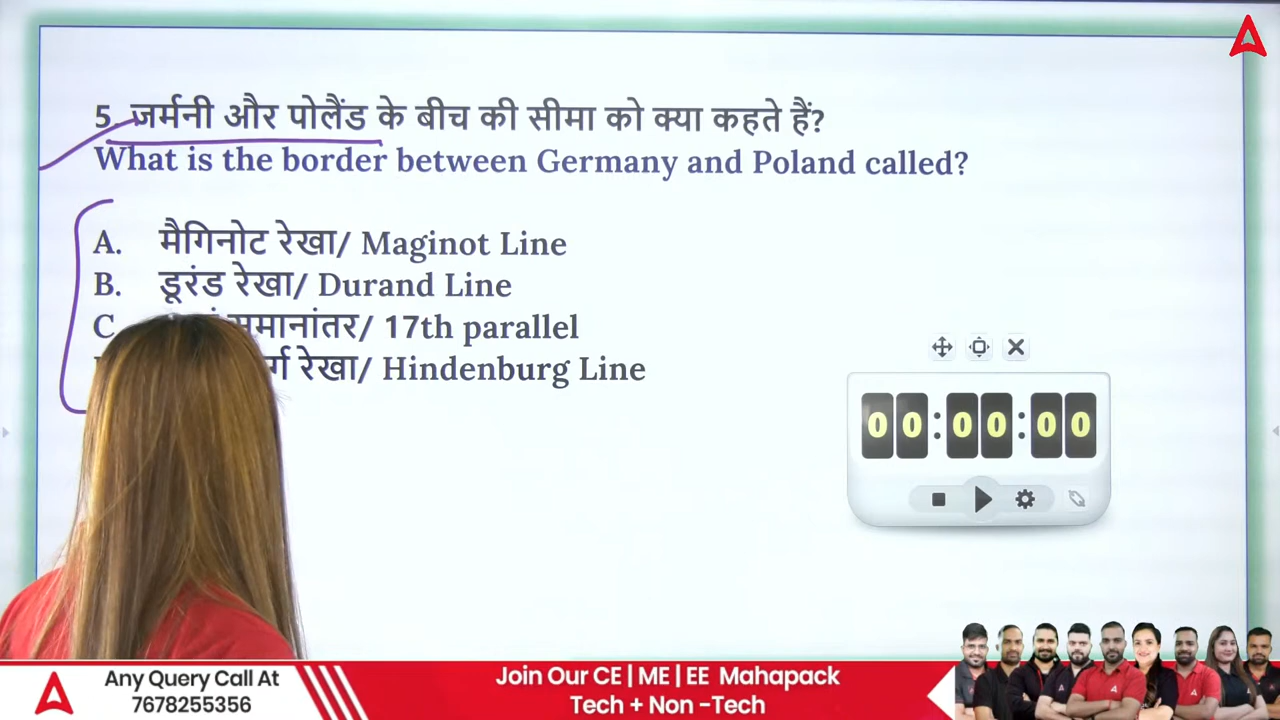 5. जर्मनी और पोलैंड के बीच की सीमा को क्या कहते हैं?
What is the border between Germany and Poland called?
A. मैगिनोट रेखा/ Maginot Line
B. डूरंड रेखा/ Durand Line
C समानांतर/ 17th parallel
रेखा/ Hindenburg Line
00:00:00
Any Query Call At
7678255356
Join Our CE | ME | EE Mahapack
Tech + Non -Tech